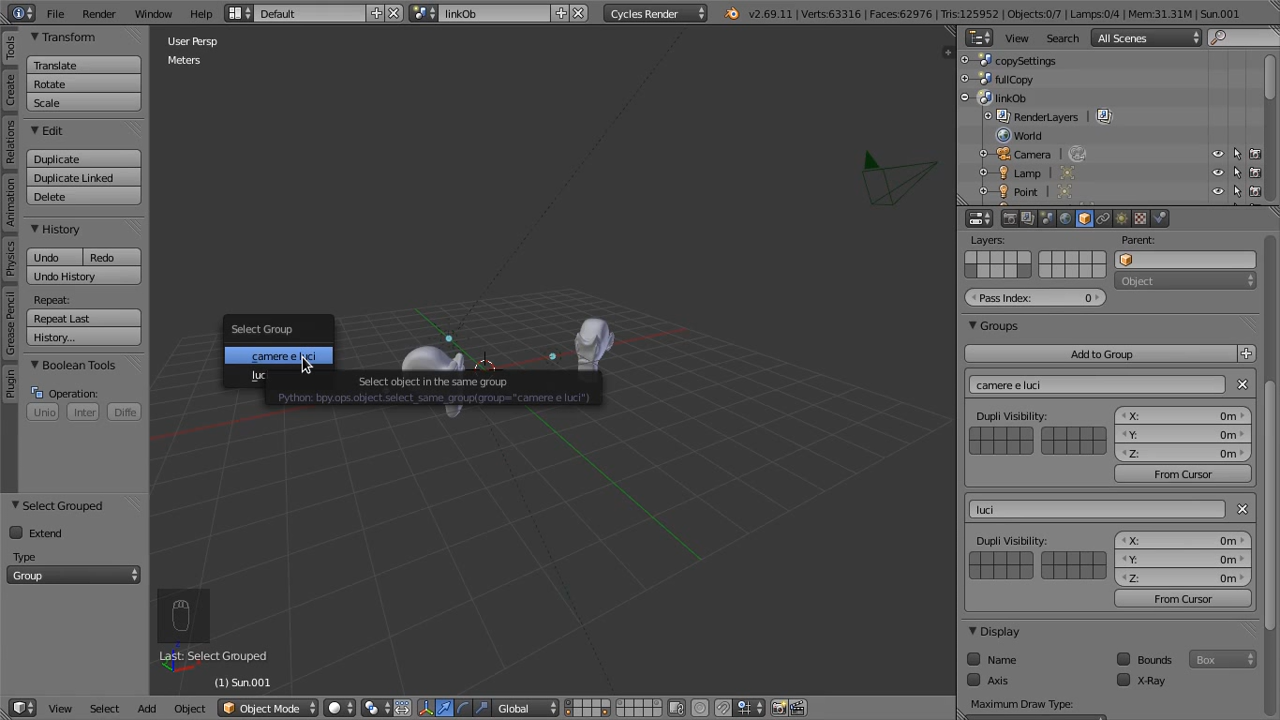 File Render Window Help Default linkOb Cycles Render v2.69.11 | Verts:63316 | Faces:62976 | Tris:125952 | Objects:0/7 | Lamps:0/4 | Mem:31.31M | Sun.001
Tools
Create
Relations
Animation
Physics
Grease Pencil
Plugin
Transform
Translate
Rotate
Scale
Edit
Duplicate
Duplicate Linked
Delete
History
Undo Redo
Undo History
Repeat:
Repeat Last
History...
Boolean Tools
Operation:
Unio Inter Diffe
Select Grouped
Extend
Type
Group
User Persp
Meters
Select Group
camere e luci
luc
Select object in the same group
Python: bpy.ops.object.select_same_group(group="camere e luci")
Last: Select Grouped
(1) Sun.001
View Select Add Object Object Mode Global
View Search All Scenes
copySettings
fullCopy
linkOb
RenderLayers |
World
Camera |
Lamp |
Point |
Layers: Parent:
Object
Pass Index: 0
Groups
Add to Group
camere e luci
Dupli Visibility: X: 0m
Y: 0m
Z: 0m
From Cursor
luci
Dupli Visibility: X: 0m
Y: 0m
Z: 0m
From Cursor
Display
Name Bounds Box
Axis X-Ray
Maximum Draw Type: